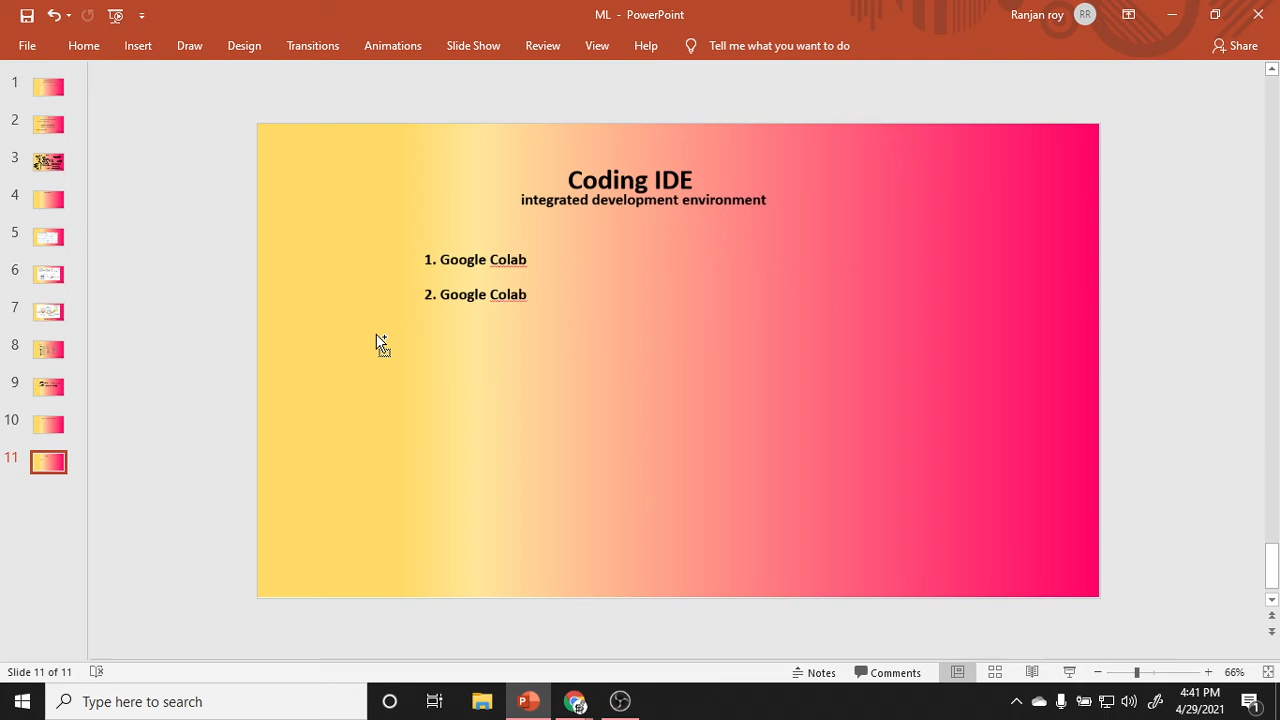 ML - PowerPoint
Ranjan roy
RR
File
Home
Insert
Draw
Design
Transitions
Animations
Slide Show
Review
View
Help
Tell me what you want to do
Share
1
2
3
4
5
6
7
8
9
10
11
Coding IDE
integrated development environment
1. Google Colab
2. Google Colab
Slide 11 of 11
Notes
Comments
66%
Type here to search
4:41 PM
4/29/2021
1